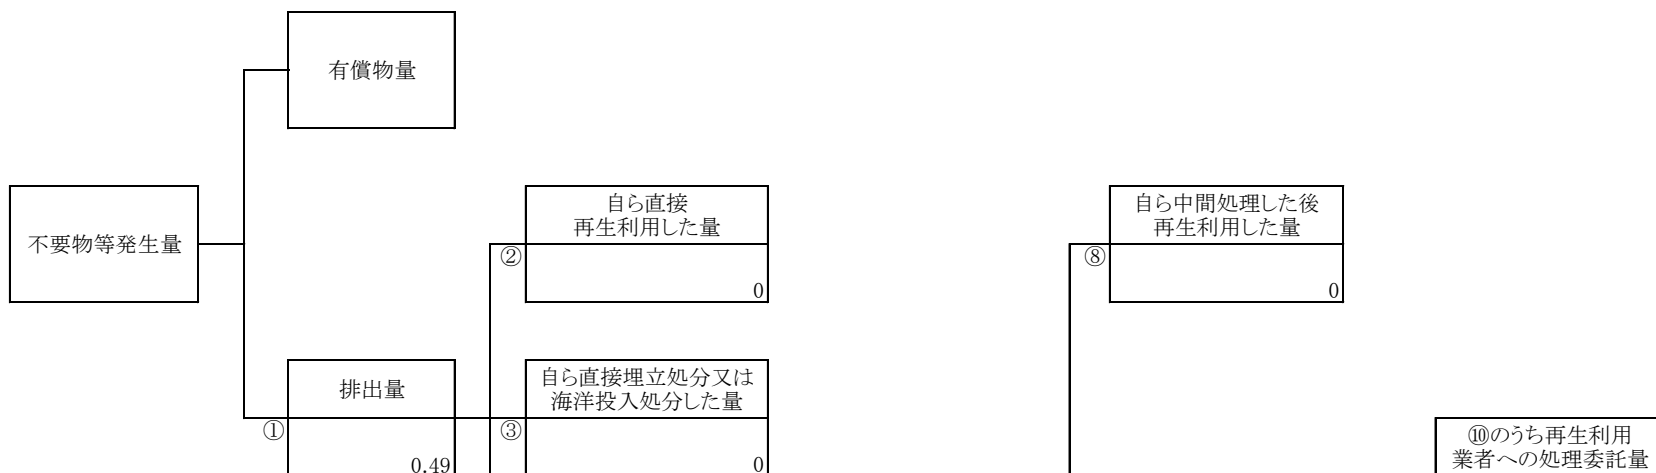 有償物量
不要物等発生量
自ら直接
再生利用した量
②
0
自ら中間処理した後
再生利用した量
⑧
0
排出量
①
0.49
自ら直接埋立処分又は
海洋投入処分した量
③
0
⑩のうち再生利用
業者への処理委託量